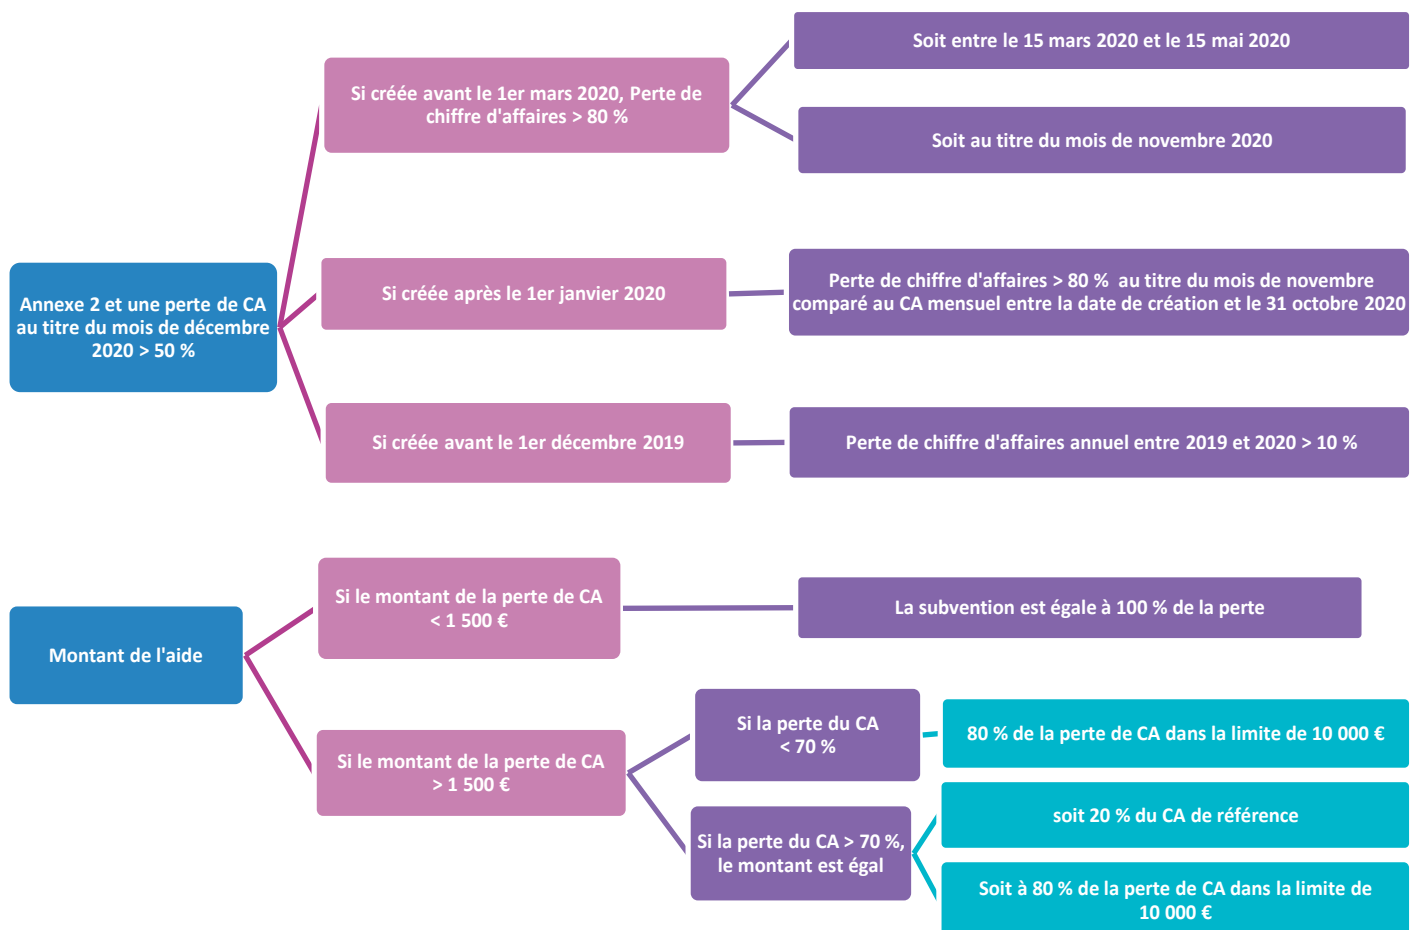 Soit entre le 15 mars 2020 et le 15 mai 2020
Si créée avant le 1er mars 2020, Perte de
chiffre d'affaires > 80 %
Soit au titre du mois de novembre 2020
Annexe 2 et une perte de CA
au titre du mois de décembre
2020 > 50 %
Si créée après le 1er janvier 2020
Perte de chiffre d'affaires > 80 % au titre du mois de novembre
comparé au CA mensuel entre la date de création et le 31 octobre 2020
Si créée avant le 1er décembre 2019
Perte de chiffre d'affaires annuel entre 2019 et 2020 > 10 %
Montant de l'aide
Si le montant de la perte de CA
< 1 500 €
La subvention est égale à 100 % de la perte
Si le montant de la perte de CA
> 1 500 €
Si la perte du CA
< 70 %
80 % de la perte de CA dans la limite de 10 000 €
Si la perte du CA > 70 %,
le montant est égal
soit 20 % du CA de référence
Soit à 80 % de la perte de CA dans la limite de
10 000 €